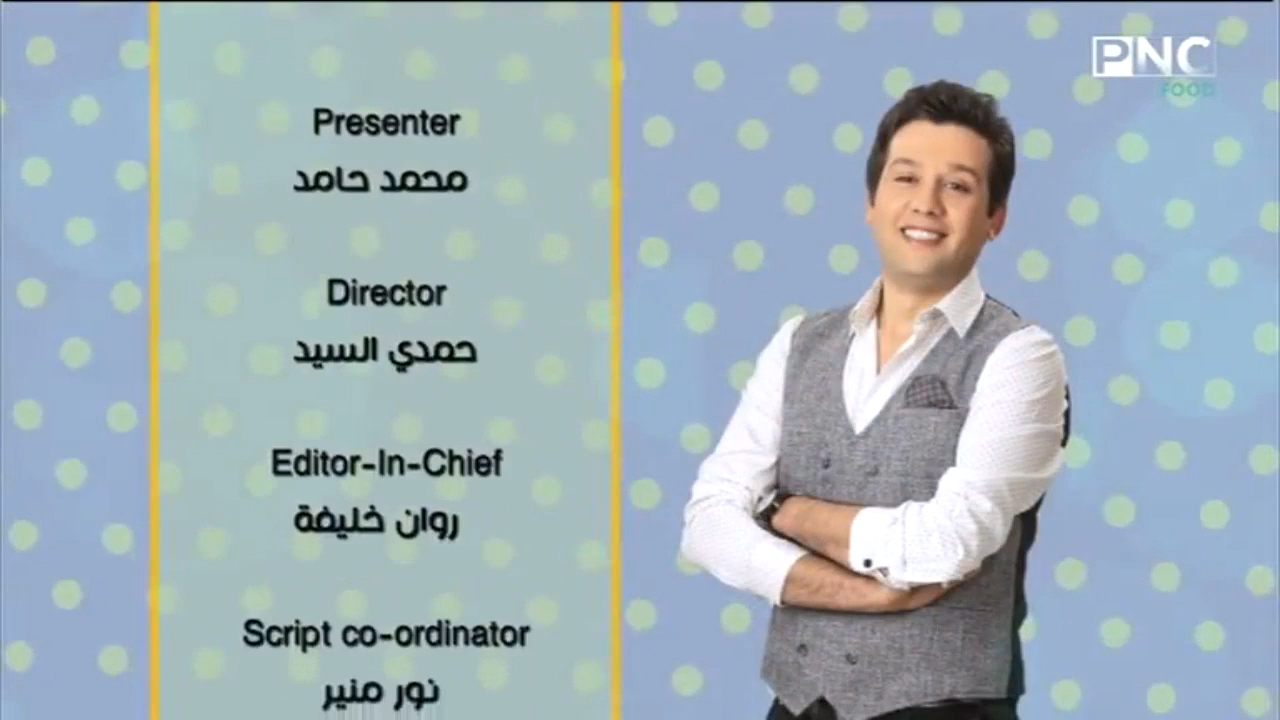 PNC
FOOD
Presenter
محمد حامد
Director
حمدي السيد
Editor-In-Chief
روان خليفة
Script co-ordinator
نور منير